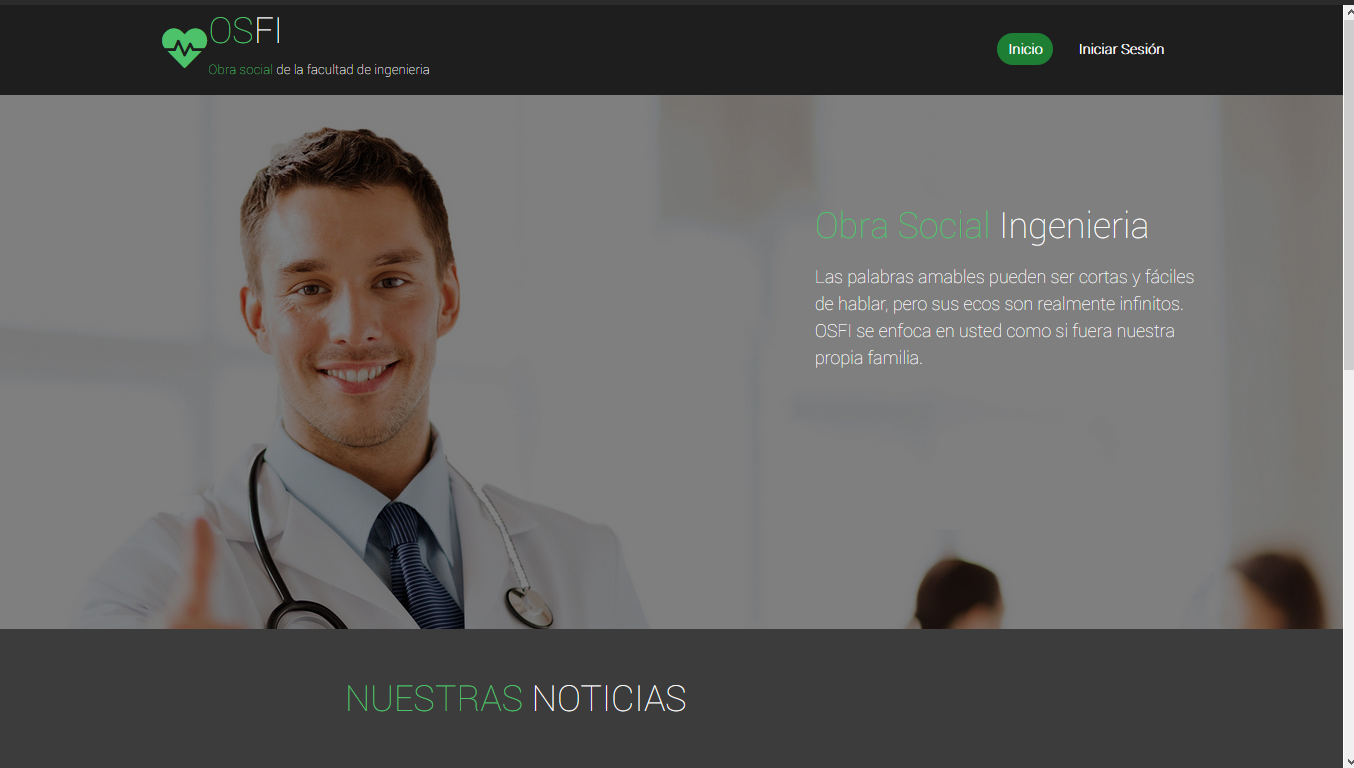 OSFI
Obra social de la facultad de ingenieria
Inicio
Iniciar Sesión
Obra Social Ingenieria
Las palabras amables pueden ser cortas y fáciles
de hablar, pero sus ecos son realmente infinitos.
OSFI se enfoca en usted como si fuera nuestra
propia familia.
NUESTRAS NOTICIAS